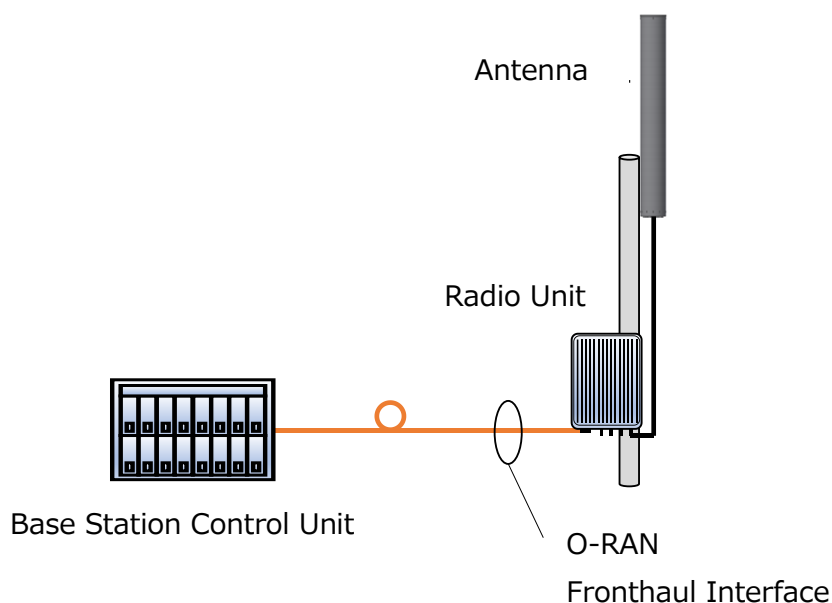 Antenna
Radio Unit
Base Station Control Unit
O-RAN
Fronthaul Interface